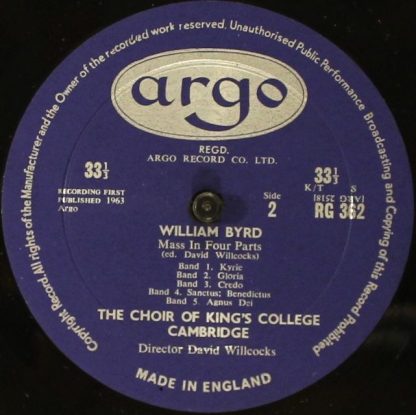 Copyright Record. All rights of the Manufacturer and the Owner of the recorded work reserved. Unauthorised Public Performance Broadcasting and Copying of this Record Prohibited
argo
REGD.
ARGO RECORD CO. LTD.
33⅓
33⅓
RECORDING FIRST
PUBLISHED 1963
Argo
K/T
S
Side
2
RG 362
WILLIAM BYRD
Mass in Four Parts
(ed. David Willcocks)
Band 1. Kyrie
Band 2. Gloria
Band 3. Credo
Band 4. Sanctus; Benedictus
Band 5 Agnus Dei
THE CHOIR OF KING'S COLLEGE
CAMBRIDGE
Director David Willcocks
MADE IN ENGLAND